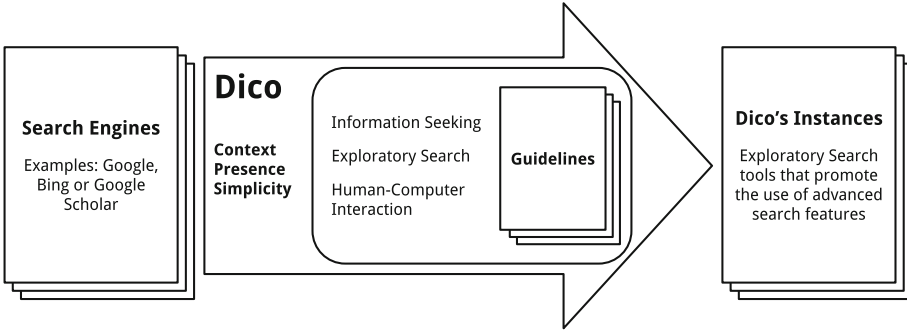 Search Engines
Examples: Google,
Bing or Google
Scholar
Dico
Context
Presence
Simplicity
Information Seeking
Exploratory Search
Human-Computer
Interaction
Guidelines
Dico’s Instances
Exploratory Search
tools that promote
the use of advanced
search features